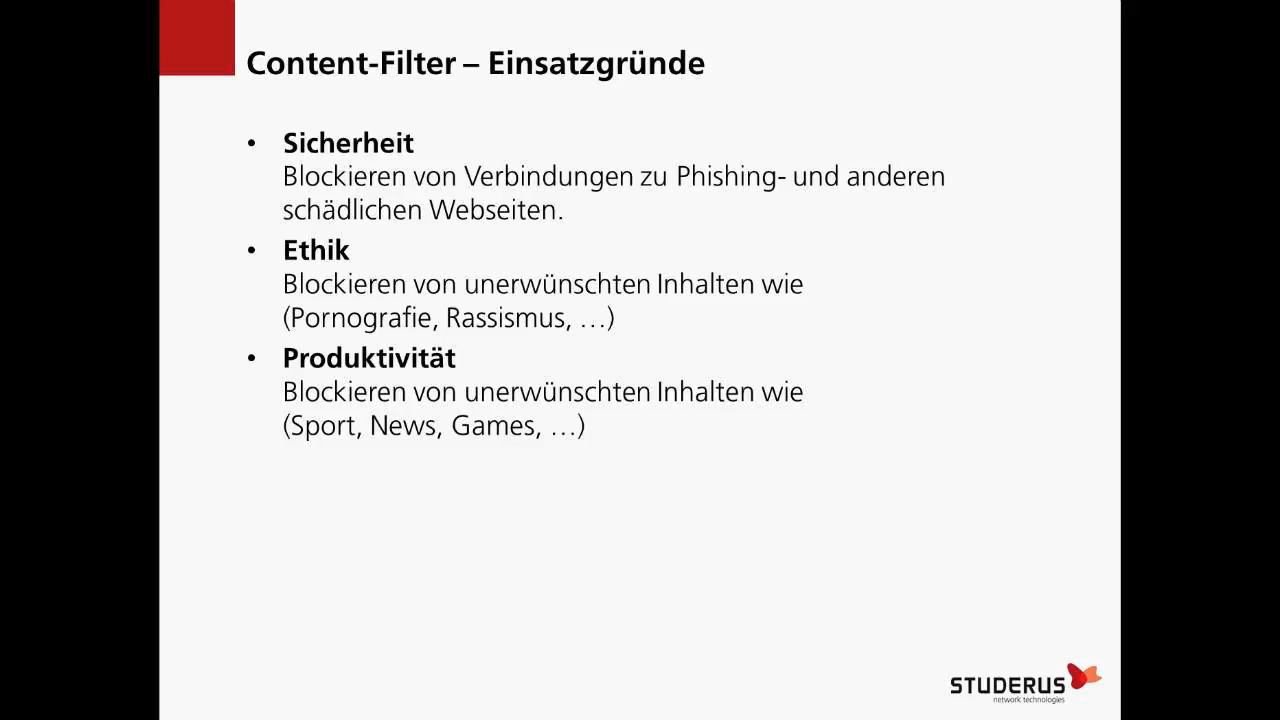 Content-Filter – Einsatzgründe
• Sicherheit
Blockieren von Verbindungen zu Phishing- und anderen
schädlichen Webseiten.
• Ethik
Blockieren von unerwünschten Inhalten wie
(Pornografie, Rassismus, …)
• Produktivität
Blockieren von unerwünschten Inhalten wie
(Sport, News, Games, …)
STUDERUS
network technologies